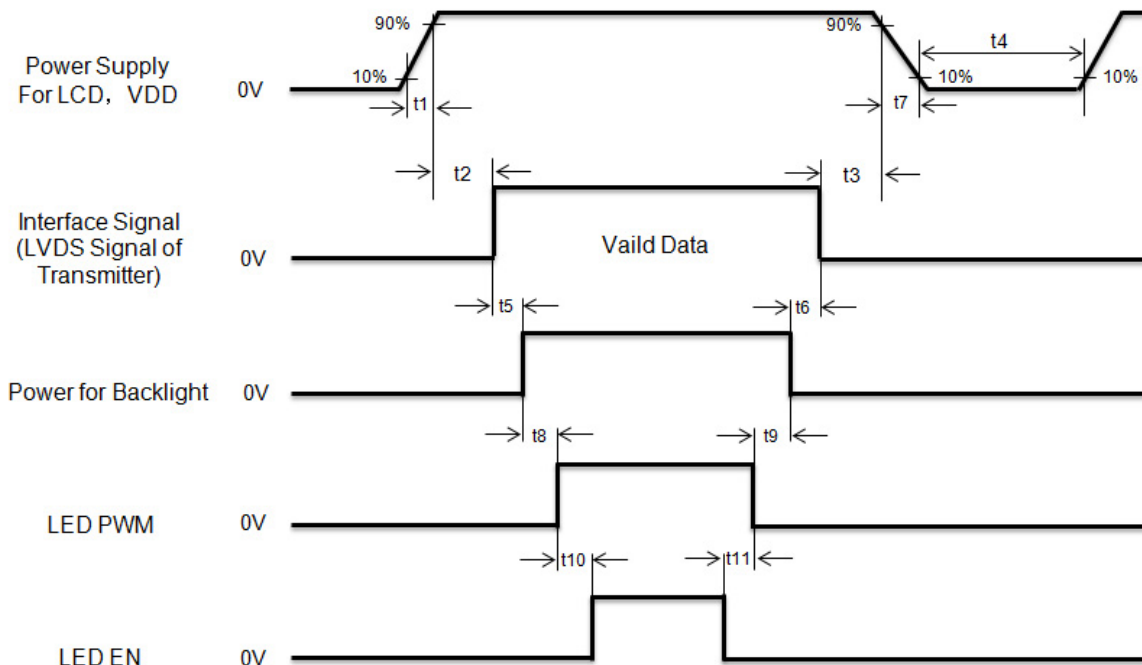 90%
90%
t4
Power Supply
For LCD，VDD
0V
10%
t1
t7
10%
10%
t2
t3
Interface Signal
(LVDS Signal of
Transmitter)
0V
Vaild Data
t5
t6
Power for Backlight
0V
t8
t9
LED PWM
0V
t10
t11
LED EN
0V